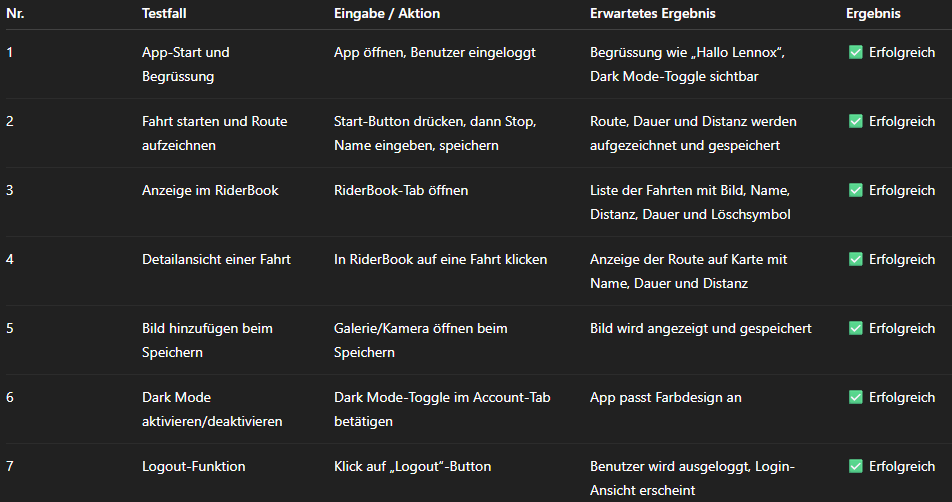 Nr. Testfall Eingabe / Aktion Erwartetes Ergebnis Ergebnis
1 App-Start und Begrüssung App öffnen, Benutzer eingeloggt Begrüssung wie „Hallo Lennox“, Dark Mode-Toggle sichtbar ✅ Erfolgreich
2 Fahrt starten und Route aufzeichnen Start-Button drücken, dann Stop, Name eingeben, speichern Route, Dauer und Distanz werden aufgezeichnet und gespeichert ✅ Erfolgreich
3 Anzeige im RiderBook RiderBook-Tab öffnen Liste der Fahrten mit Bild, Name, Distanz, Dauer und Löschsymbol ✅ Erfolgreich
4 Detailansicht einer Fahrt In RiderBook auf eine Fahrt klicken Anzeige der Route auf Karte mit Name, Dauer und Distanz ✅ Erfolgreich
5 Bild hinzufügen beim Speichern Galerie/Kamera öffnen beim Speichern Bild wird angezeigt und gespeichert ✅ Erfolgreich
6 Dark Mode aktivieren/deaktivieren Dark Mode-Toggle im Account-Tab betätigen App passt Farbdesign an ✅ Erfolgreich
7 Logout-Funktion Klick auf „Logout“-Button Benutzer wird ausgeloggt, Login-Ansicht erscheint ✅ Erfolgreich